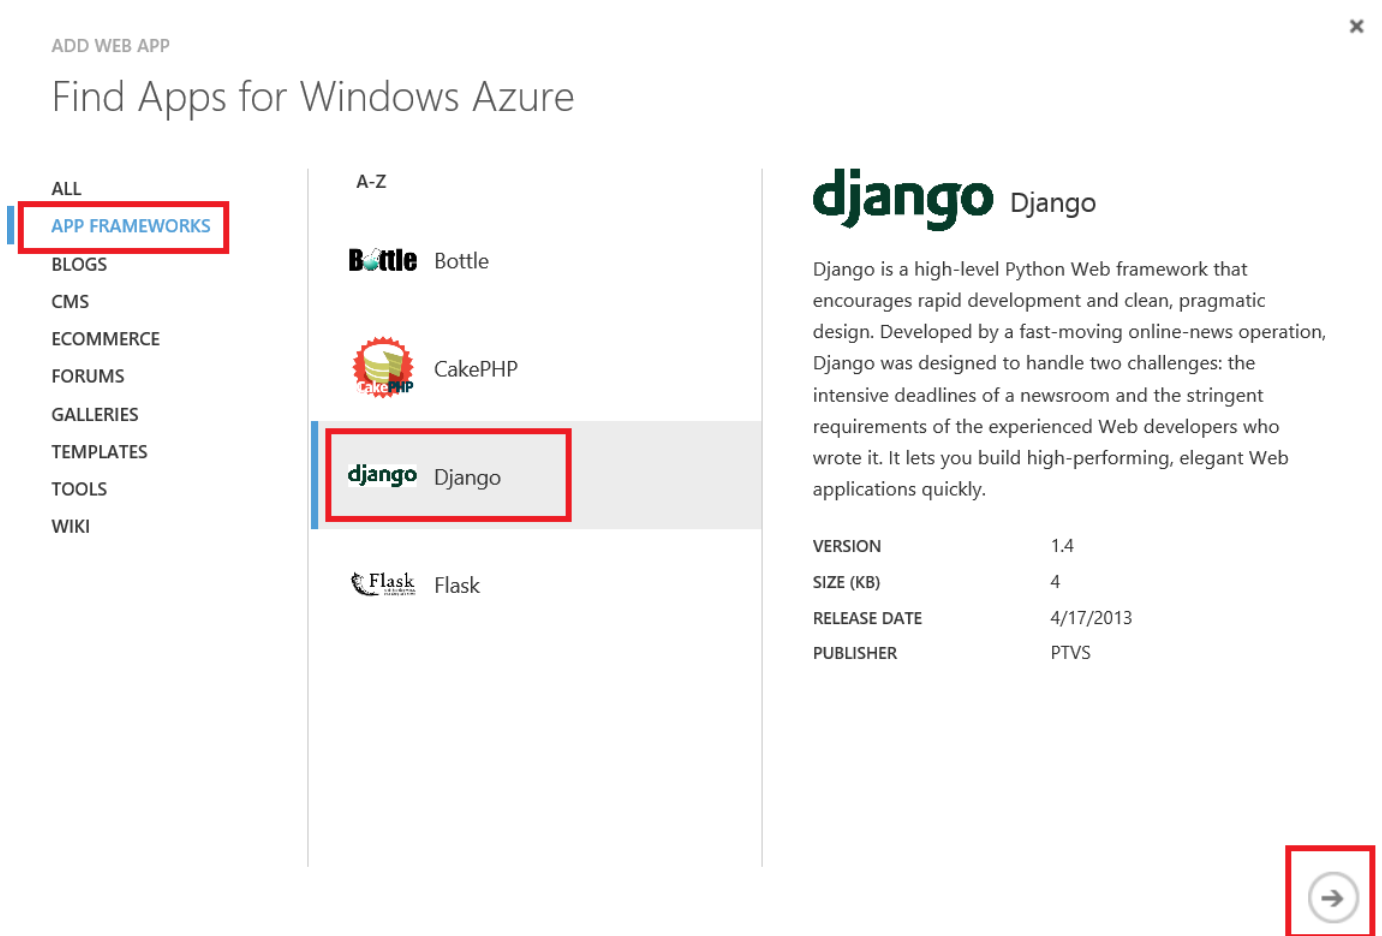 ADD WEB APP
Find Apps for Windows Azure
ALL
APP FRAMEWORKS
BLOGS
CMS
ECOMMERCE
FORUMS
GALLERIES
TEMPLATES
TOOLS
WIKI
A-Z
Bottle Bottle
CakePHP CakePHP
django Django
Flask Flask
django Django
Django is a high-level Python Web framework that
encourages rapid development and clean, pragmatic
design. Developed by a fast-moving online-news operation,
Django was designed to handle two challenges: the
intensive deadlines of a newsroom and the stringent
requirements of the experienced Web developers who
wrote it. It lets you build high-performing, elegant Web
applications quickly.
VERSION 1.4
SIZE (KB) 4
RELEASE DATE 4/17/2013
PUBLISHER PTVS